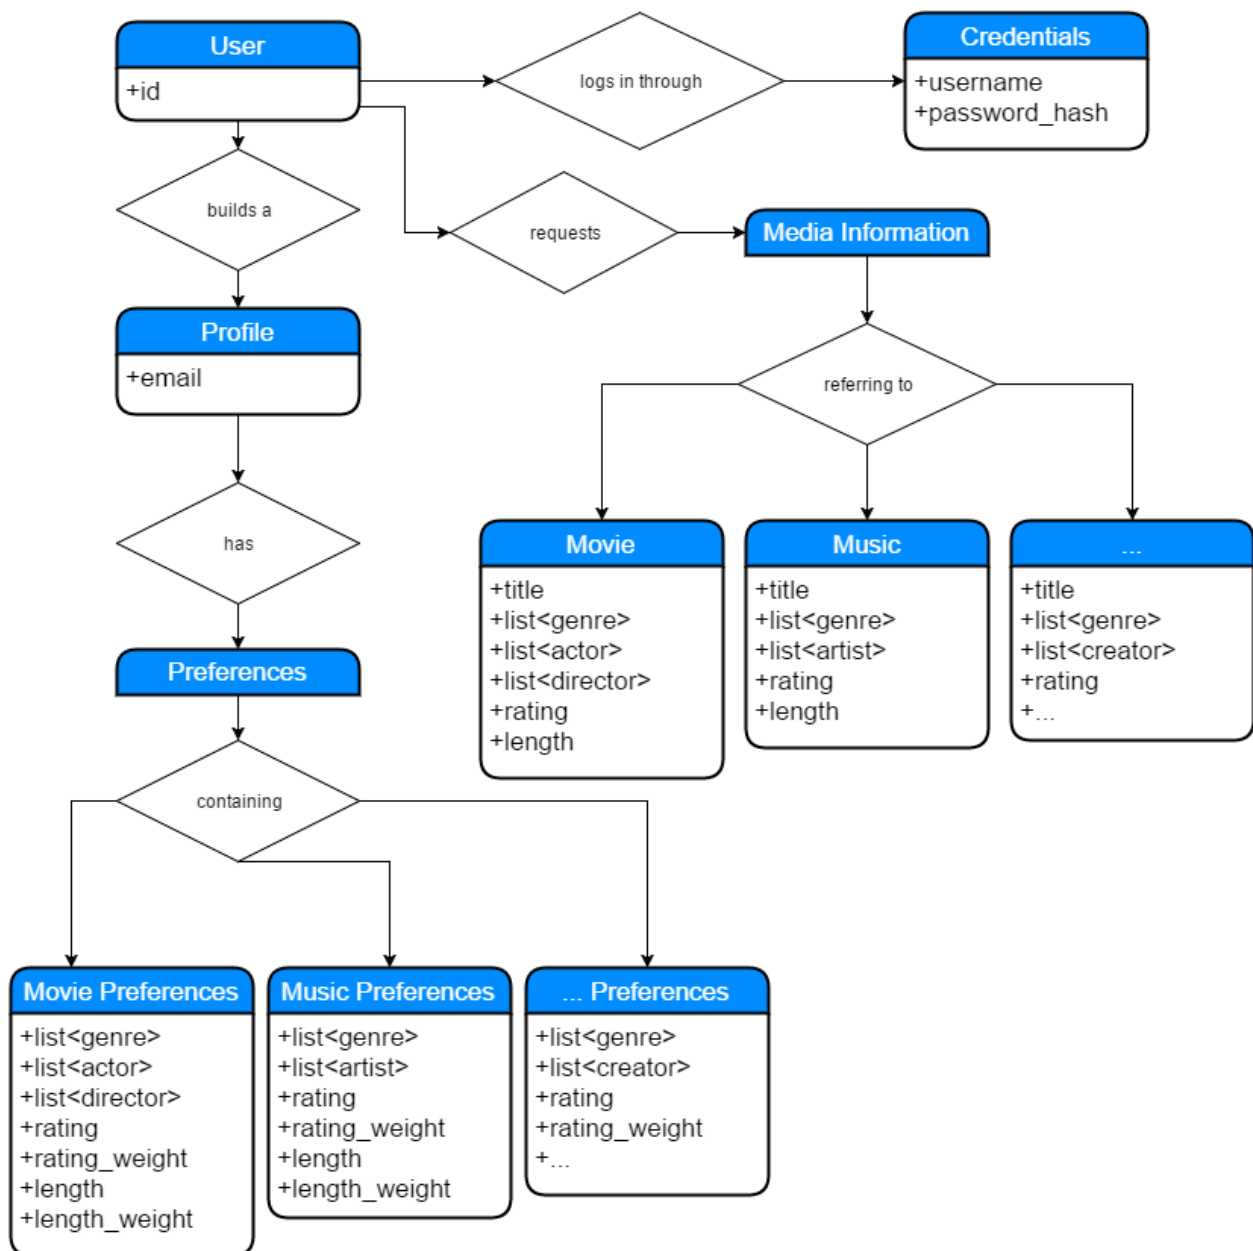 User
+id
logs in through
Credentials
+username
+password_hash
builds a
requests
Media Information
Profile
+email
referring to
has
Movie
+title
+list<genre>
+list<actor>
+list<director>
+rating
+length
Music
+title
+list<genre>
+list<artist>
+rating
+length
...
+title
+list<genre>
+list<creator>
+rating
+...
Preferences
containing
Movie Preferences
+list<genre>
+list<actor>
+list<director>
+rating
+rating_weight
+length
+length_weight
Music Preferences
+list<genre>
+list<artist>
+rating
+rating_weight
+length
+length_weight
... Preferences
+list<genre>
+list<creator>
+rating
+rating_weight
+...